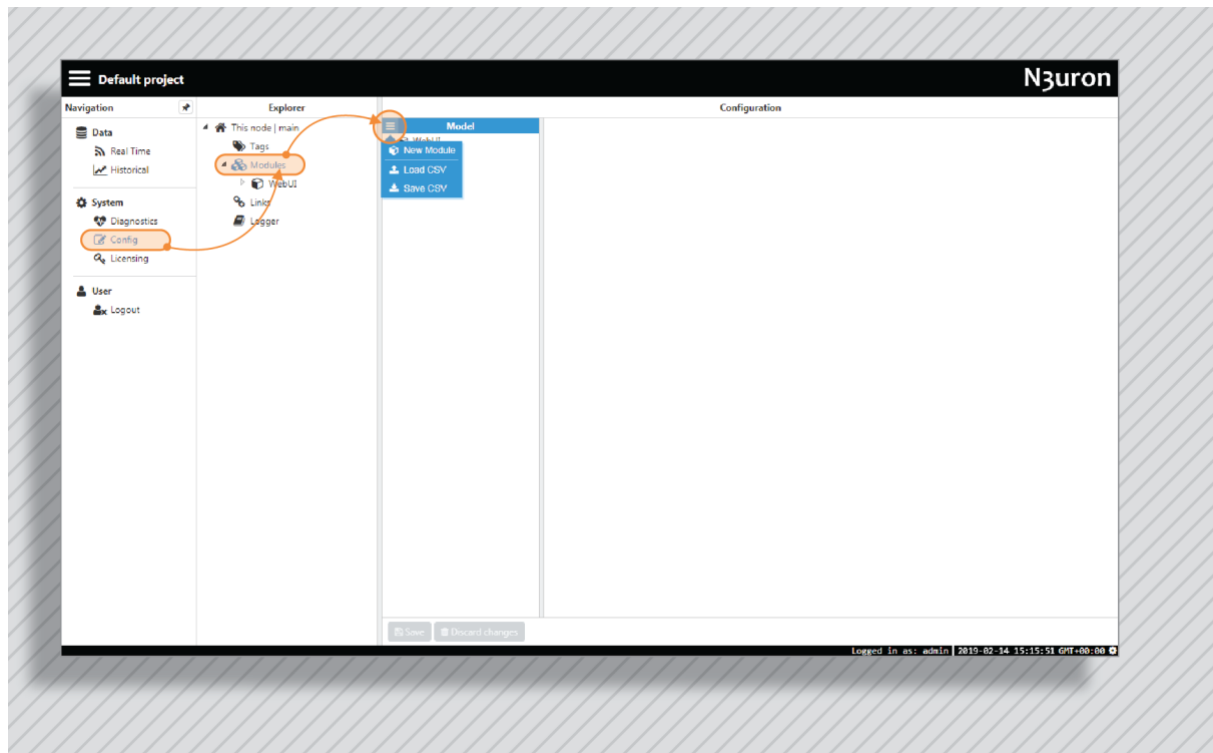 Default project
N3uron
Navigation
Explorer
Configuration
Data
Real Time
Historical
System
Diagnostics
Config
Licensing
User
Logout
This node | main
Tags
Modules
WebUI
Links
Logger
Model
WebUI
New Module
Load CSV
Save CSV
Save
Discard changes
Logged in as: admin
2019-02-14 15:15:51 GMT+00:00